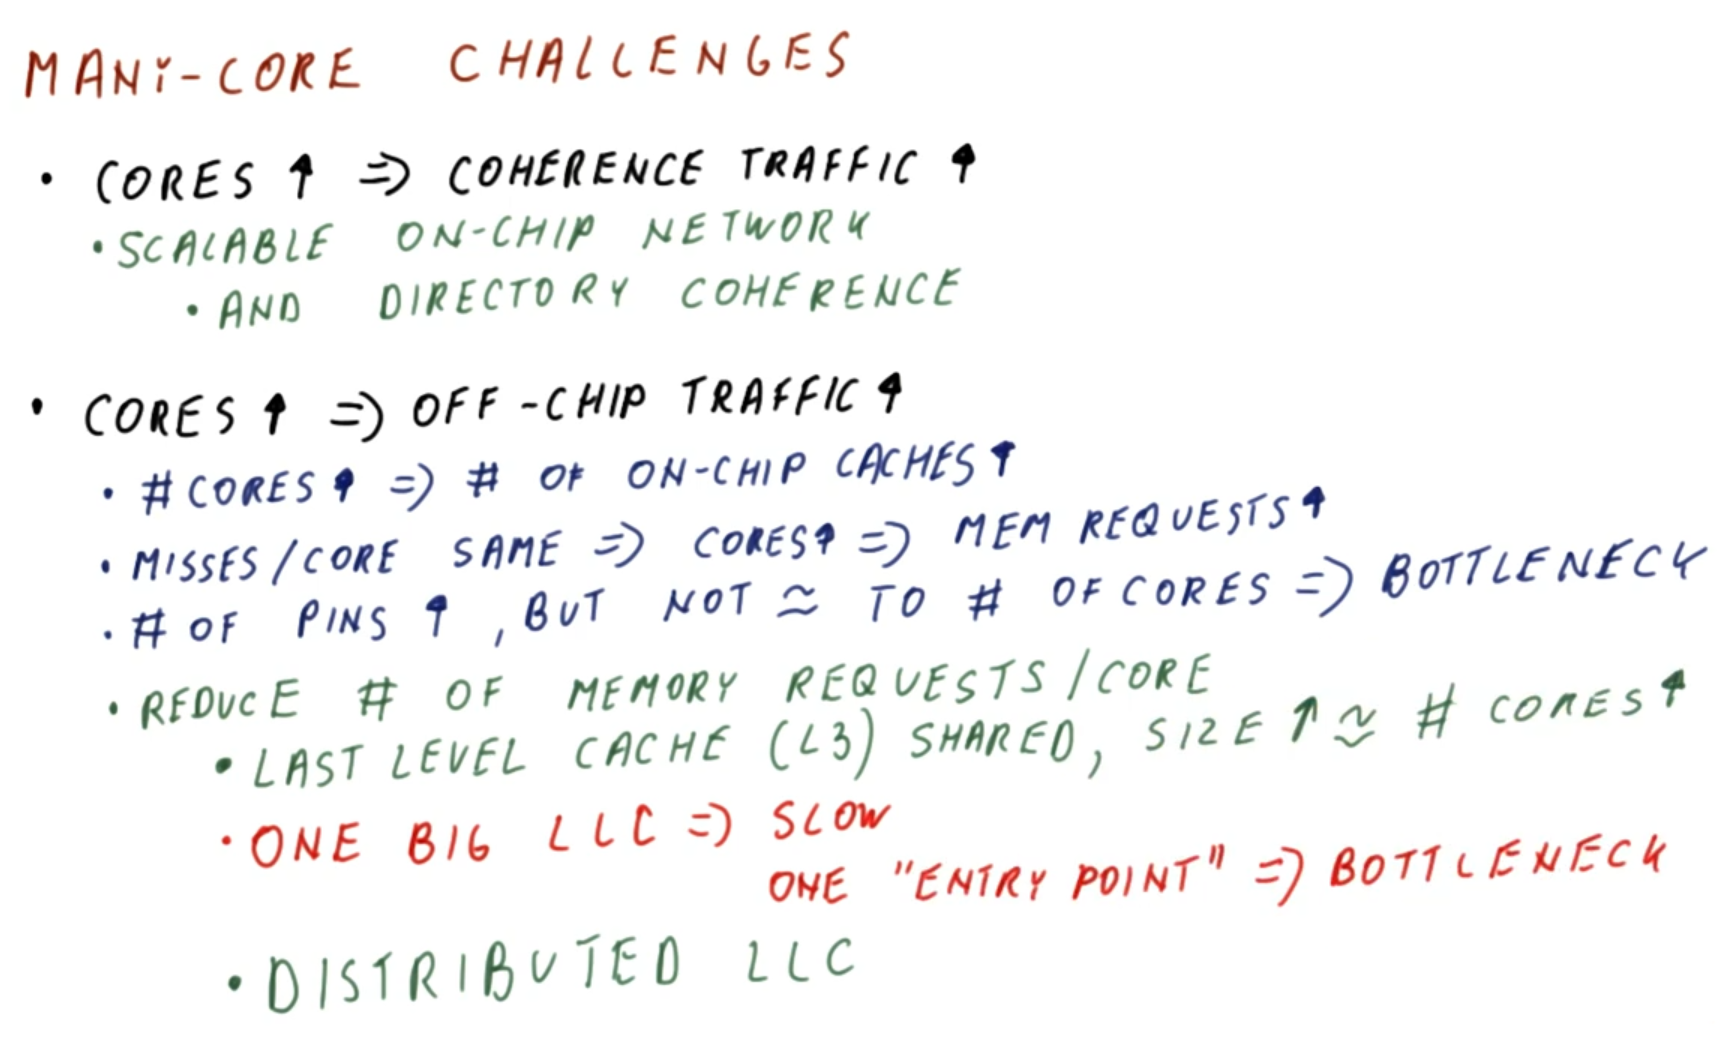 MANY-CORE CHALLENGES
• CORES ↑ => COHERENCE TRAFFIC ↑
• SCALABLE ON-CHIP NETWORK
• AND DIRECTORY COHERENCE
• CORES ↑ => OFF-CHIP TRAFFIC ↑
• # CORES ↑ => # OF ON-CHIP CACHES ↑
• MISSES/CORE SAME => CORES ↑ => MEM REQUESTS ↑
• # OF PINS ↑, BUT NOT ≈ TO # OF CORES => BOTTLENECK
• REDUCE # OF MEMORY REQUESTS/CORE
• LAST LEVEL CACHE (L3) SHARED, SIZE ↑ ≈ # CORES ↑
• ONE BIG LLC => SLOW
ONE "ENTRY POINT" => BOTTLENECK
• DISTRIBUTED LLC